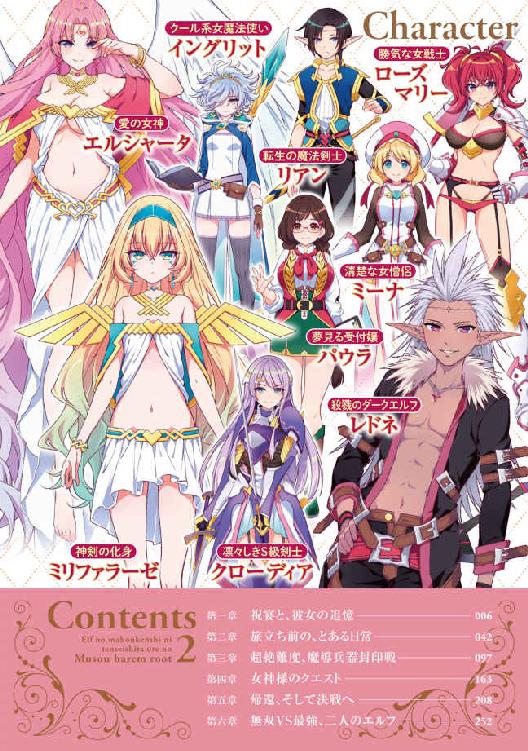 Character
クール系女魔法使い
イングリット
勝気な女戦士
ローズ
マリー
愛の女神
エルシャータ
転生の魔法剣士
リアン
清楚な女僧侶
ミーナ
夢見る受付嬢
パウラ
殺戮のダークエルフ
レドネ
神剣の化身
ミリファラーゼ
凛々しきS級剣士
クローディア
Contents
Elf no mahoukenshi ni
tenseishita ore no
Musou harem root 2
第一章 祝宴と、彼女の追憶 006
第二章 旅立ち前の、とある日常 042
第三章 超絶難度、魔導兵器封印戦 097
第四章 女神様のクエスト 163
第五章 帰還、そして決戦へ 208
第六章 無双VS最強、二人のエルフ 252